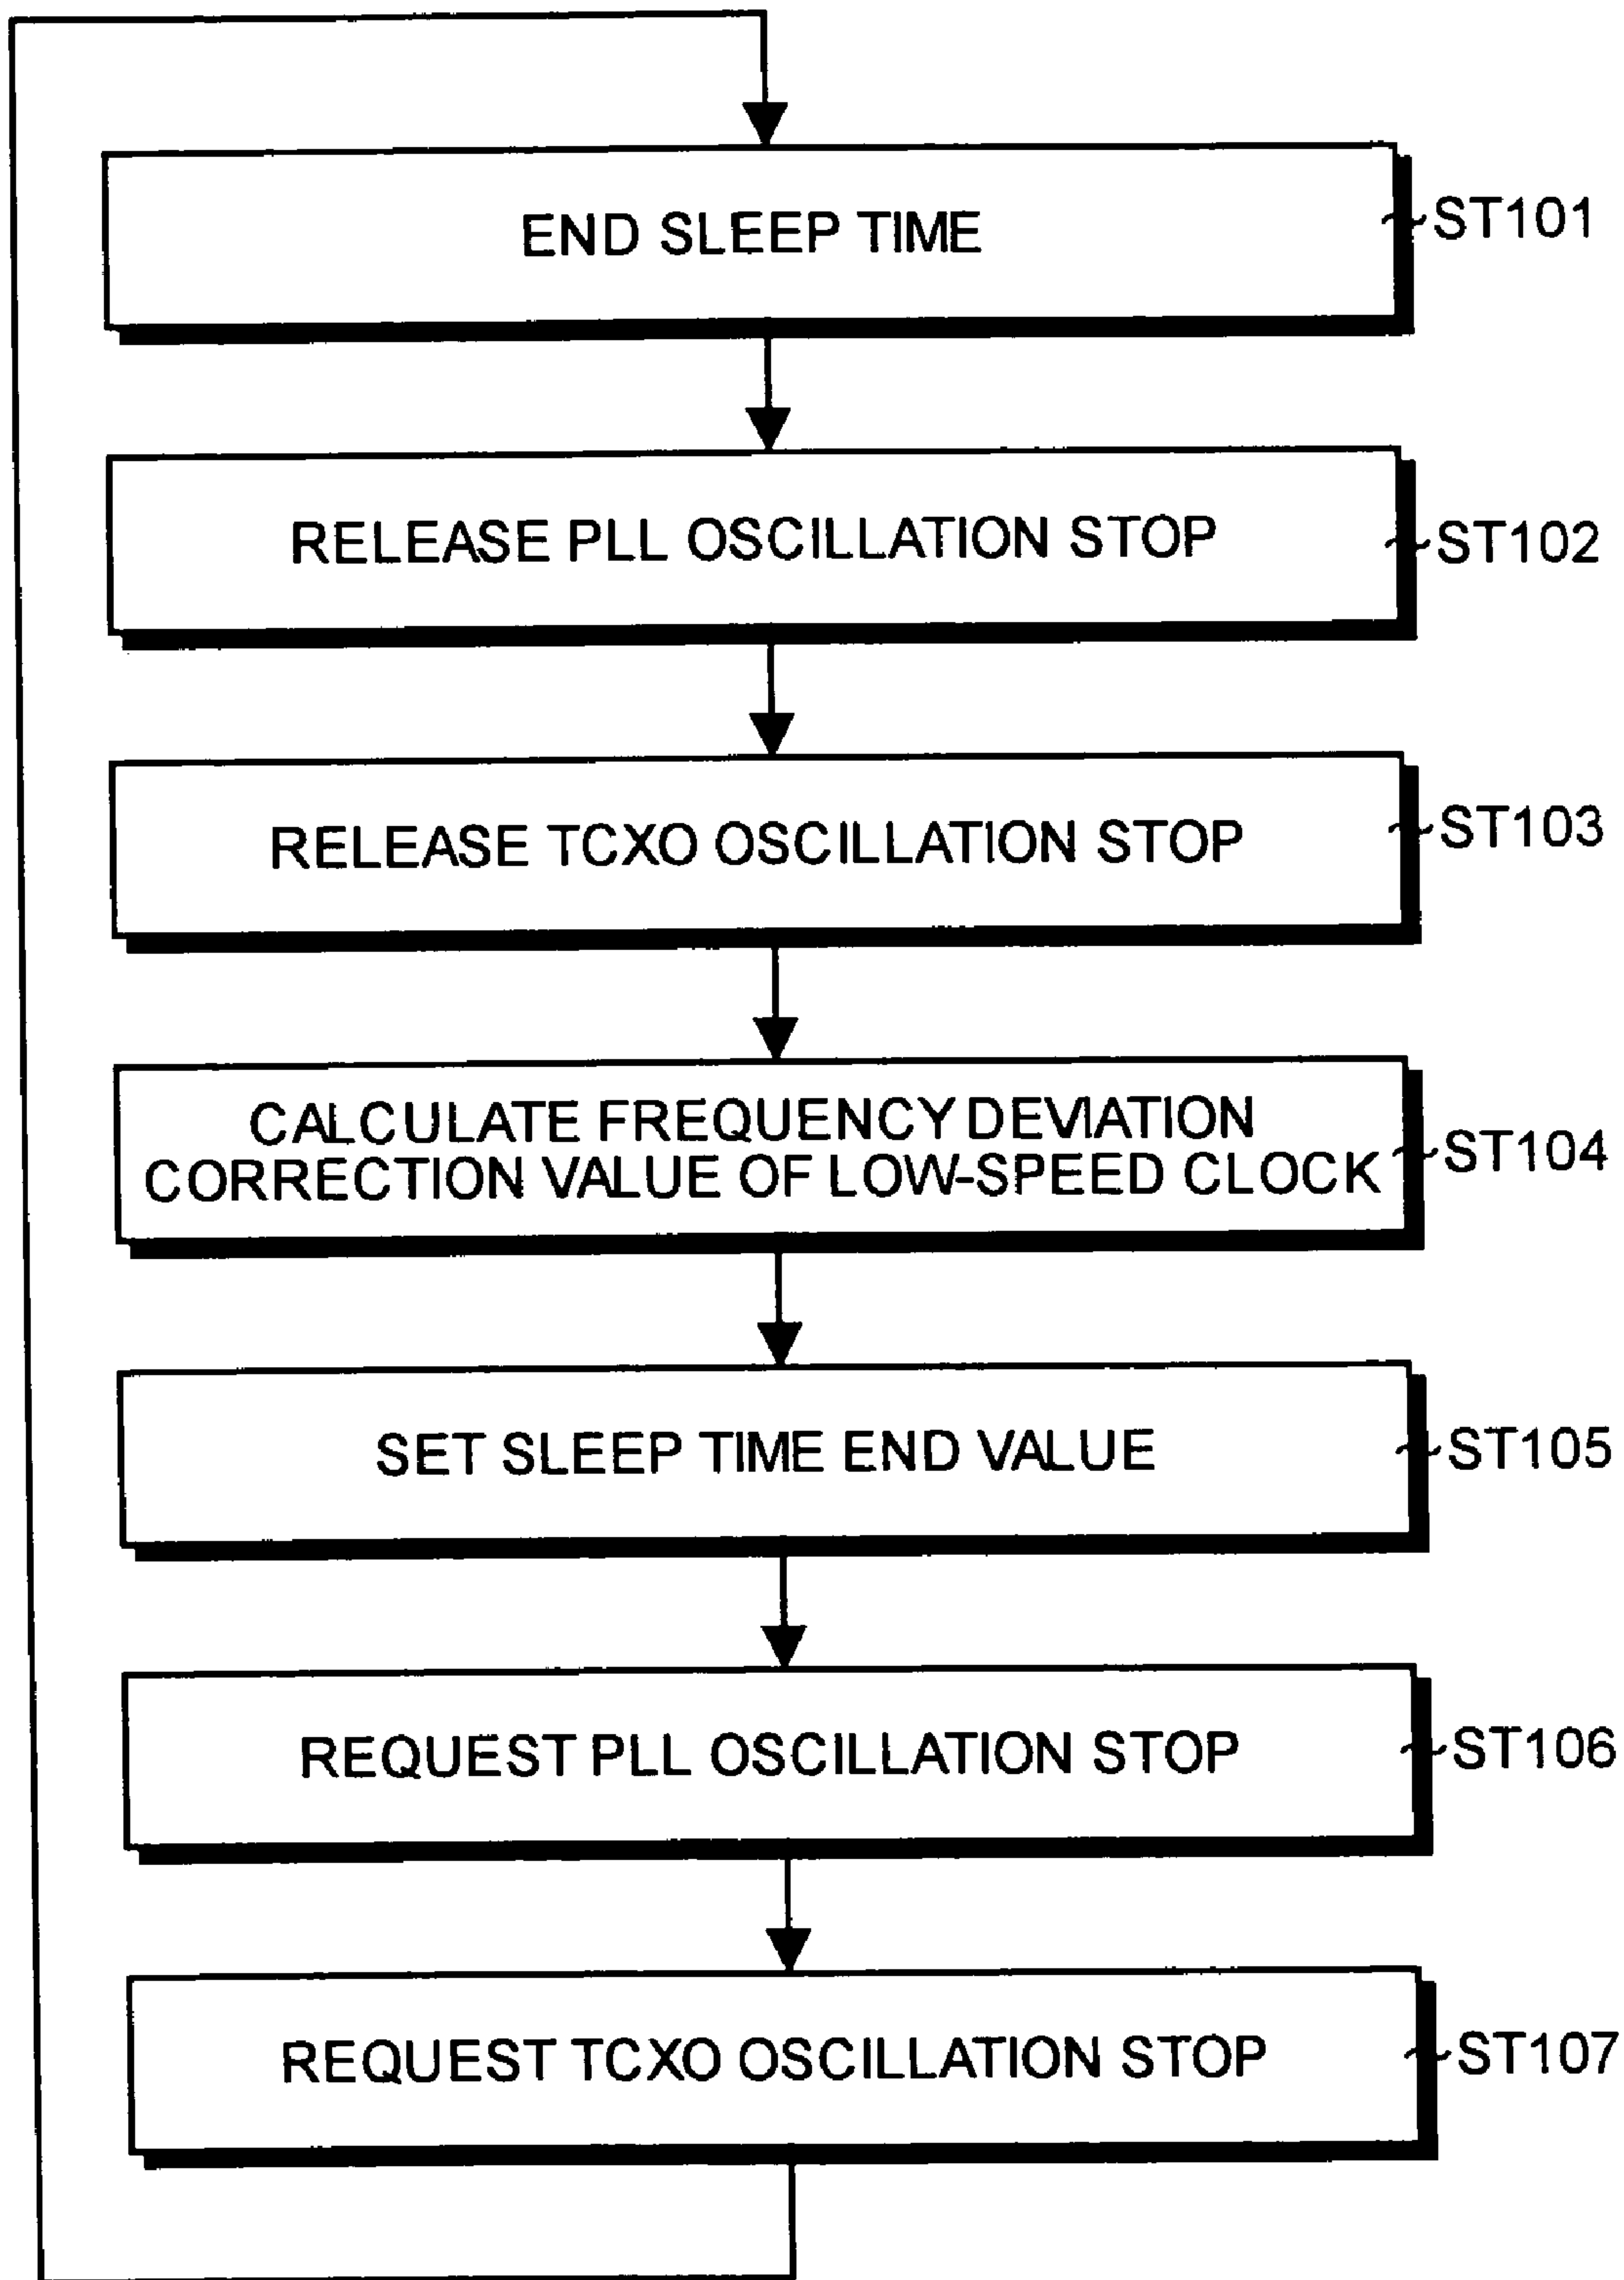 END SLEEP TIME
ST101
RELEASE PLL OSCILLATION STOP
ST102
RELEASE TCXO OSCILLATION STOP
ST103
CALCULATE FREQUENCY DEVIATION
CORRECTION VALUE OF LOW-SPEED CLOCK
ST104
SET SLEEP TIME END VALUE
ST105
REQUEST PLL OSCILLATION STOP
ST106
REQUEST TCXO OSCILLATION STOP
ST107